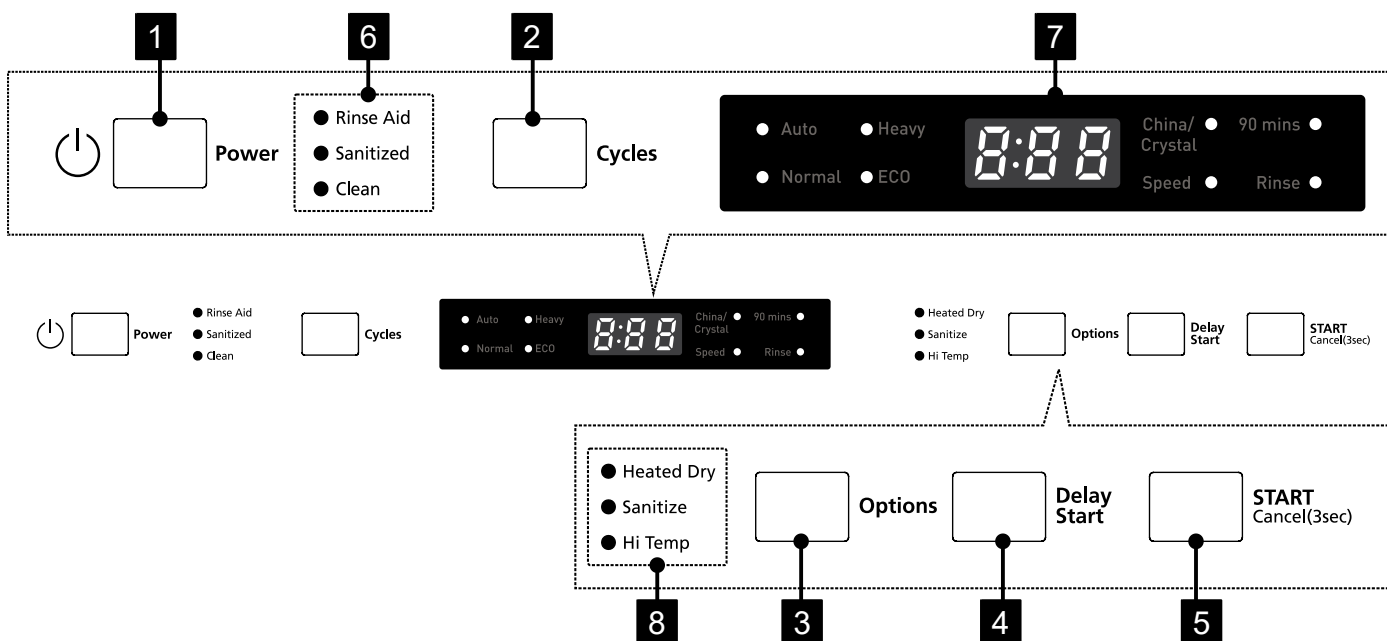 1
6
2
7
Power
Rinse Aid
Sanitized
Clean
Cycles
Auto
Heavy
Normal
ECO
8:88
China/
Crystal
90 mins
Speed
Rinse
Power
Rinse Aid
Sanitized
Clean
Cycles
Auto
Heavy
Normal
ECO
8:88
China/
Crystal
90 mins
Speed
Rinse
Heated Dry
Sanitize
Hi Temp
Options
Delay
Start
START
Cancel(3sec)
Heated Dry
Sanitize
Hi Temp
Options
Delay
Start
START
Cancel(3sec)
8
3
4
5